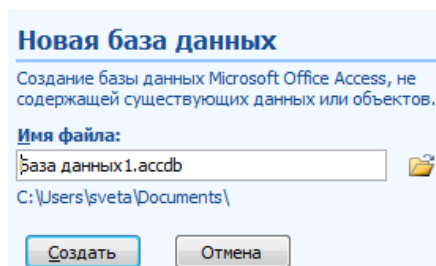 Новая база данных
Создание базы данных Microsoft Office Access, не
содержащей существующих данных или объектов.
Имя файла:
база данных1.accdb
C:\Users\sveta\Documents\
Создать
Отмена